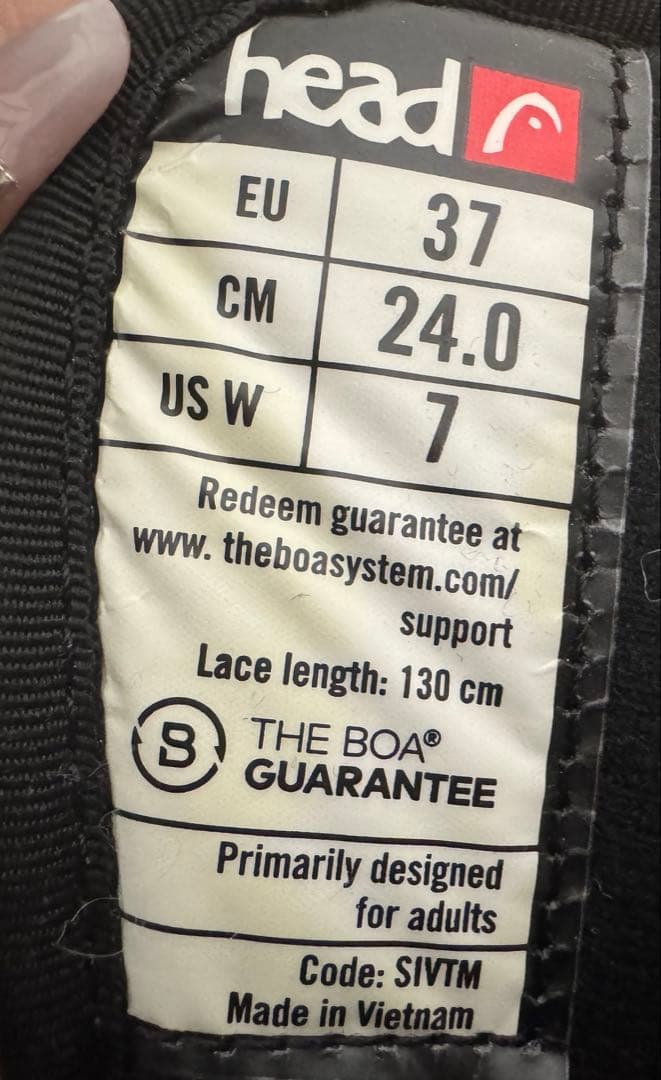 head
EU 37
CM 24.0
US W 7
Redeem guarantee at
www. theboasystem.com/
support
Lace length: 130 cm
B THE BOA®
GUARANTEE
Primarily designed
for adults
Code: SIVTM
Made in Vietnam